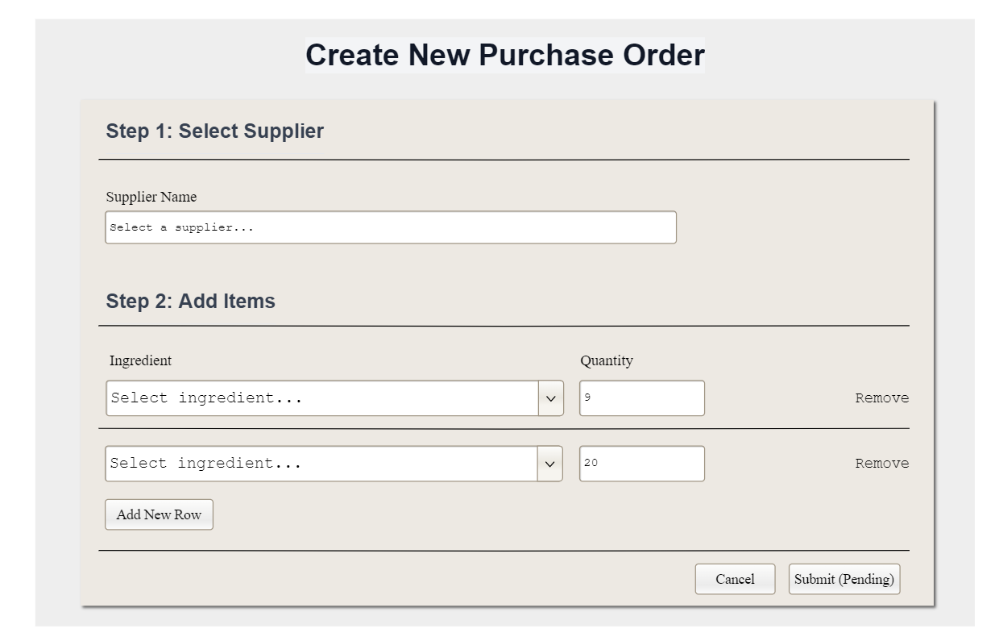 Create New Purchase Order
Step 1: Select Supplier
Supplier Name
Select a supplier...
Step 2: Add Items
Ingredient Quantity
Select ingredient... 9 Remove
Select ingredient... 20 Remove
Add New Row
Cancel Submit (Pending)